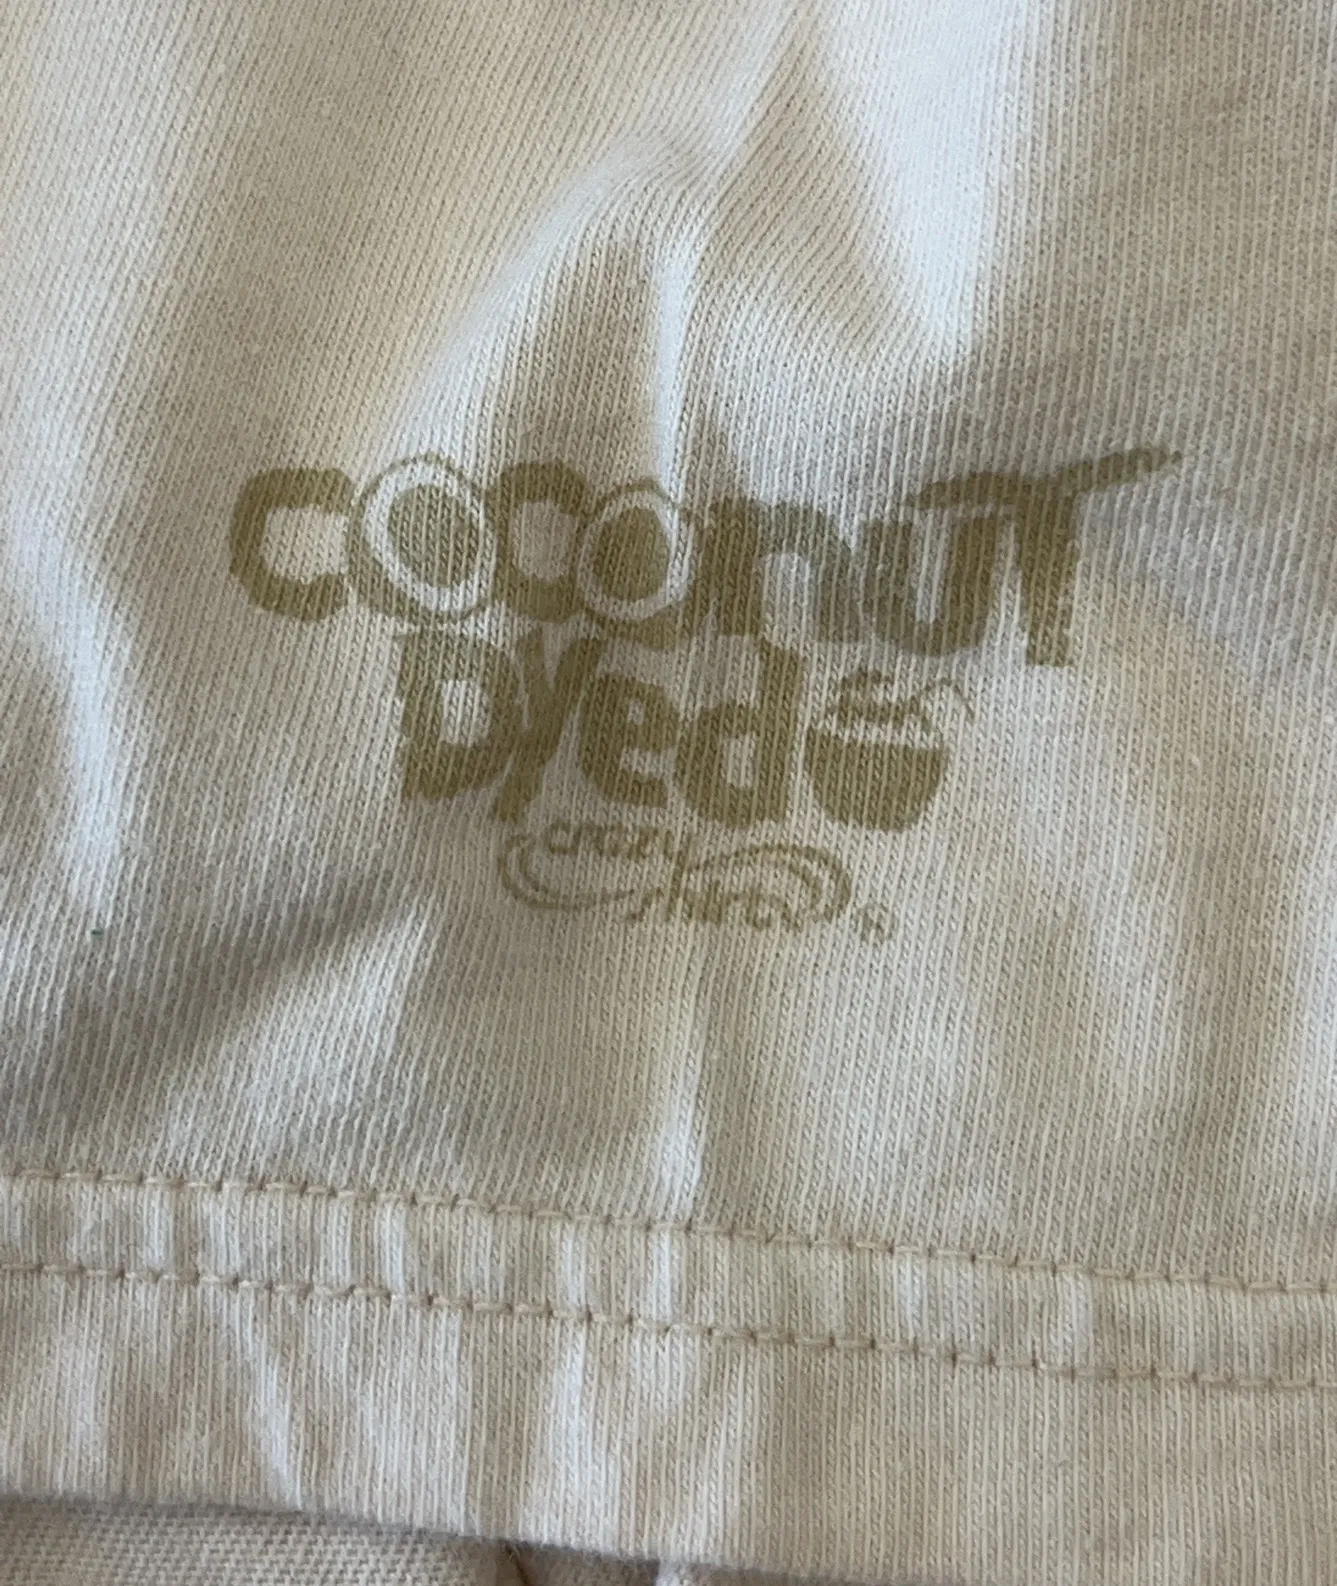 coconuT
DYed
crazy
shirts
®